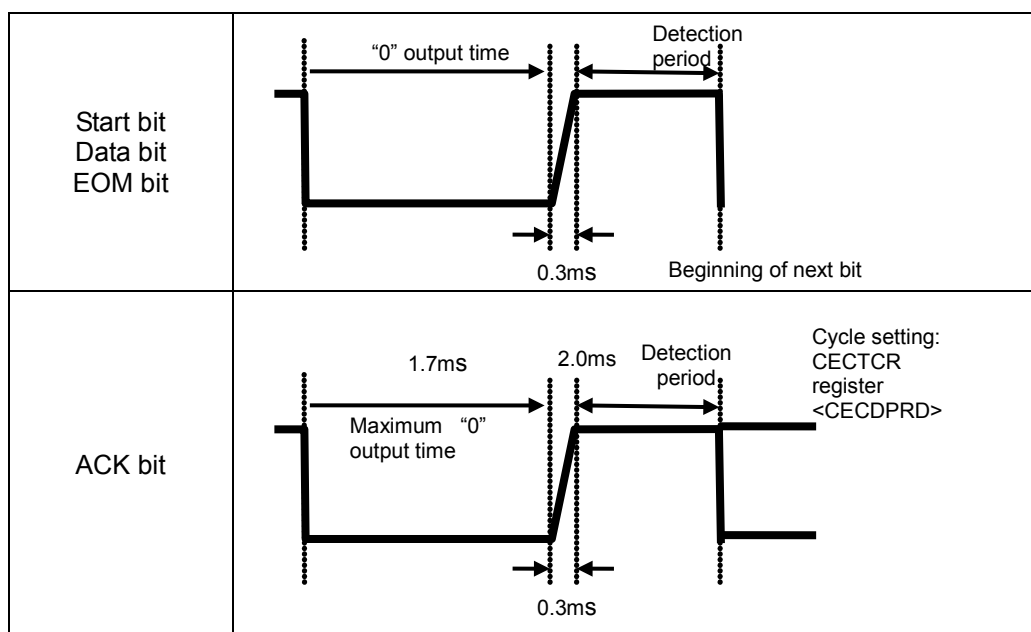 Start bit
Data bit
EOM bit
“0” output time
Detection
period
0.3ms
Beginning of next bit
ACK bit
1.7ms
2.0ms
Detection
period
Cycle setting:
CECTCR
register
<CECDPRD>
Maximum “0”
output time
0.3ms